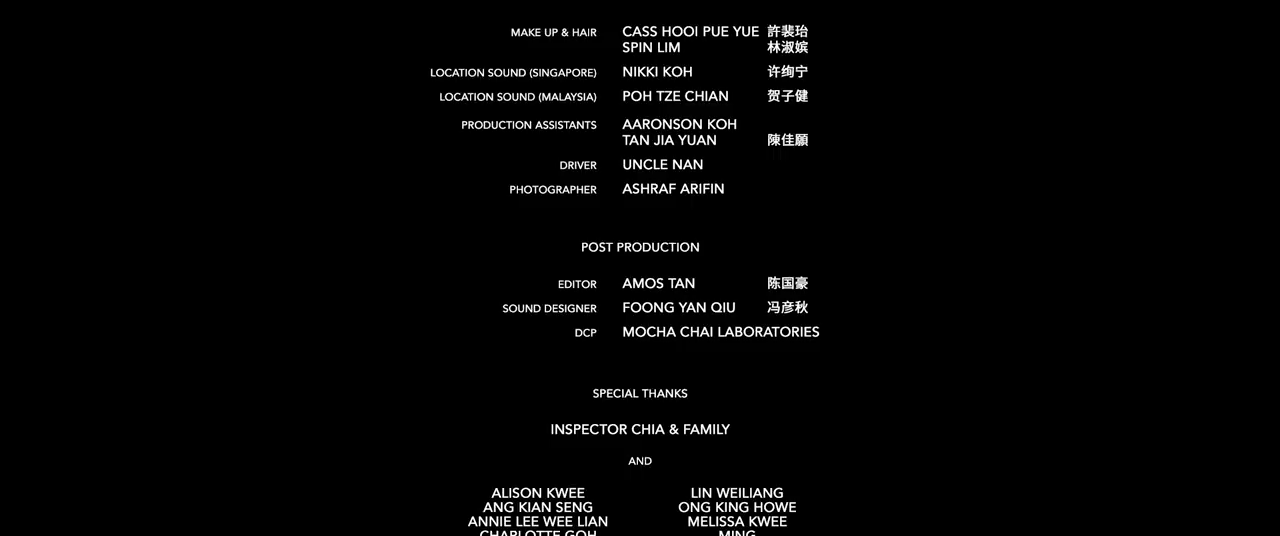 MAKE UP & HAIR CASS HOOI PUE YUE 許裴珆
SPIN LIM 林淑嫔
LOCATION SOUND (SINGAPORE) NIKKI KOH 许绚宁
LOCATION SOUND (MALAYSIA) POH TZE CHIAN 贺子健
PRODUCTION ASSISTANTS AARONSON KOH
TAN JIA YUAN 陳佳願
DRIVER UNCLE NAN
PHOTOGRAPHER ASHRAF ARIFIN
POST PRODUCTION
EDITOR AMOS TAN 陈国豪
SOUND DESIGNER FOONG YAN QIU 冯彦秋
DCP MOCHA CHAI LABORATORIES
SPECIAL THANKS
INSPECTOR CHIA & FAMILY
AND
ALISON KWEE LIN WEILIANG
ANG KIAN SENG ONG KING HOWE
ANNIE LEE WEE LIAN MELISSA KWEE
CHARLOTTE GOH MING